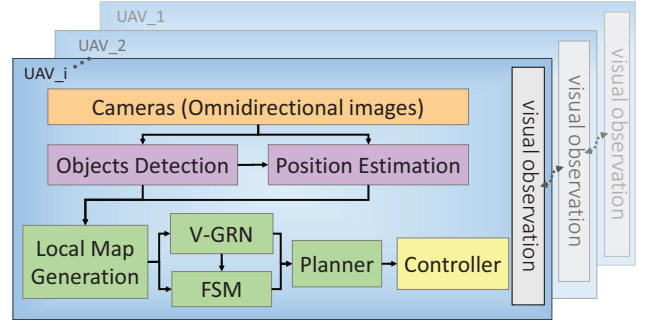 UAV_1
UAV_2
UAV_i
Cameras (Omnidirectional images)
Objects Detection
Position Estimation
Local Map
Generation
V-GRN
FSM
Planner
Controller
visual observation
visual observation
visual observation